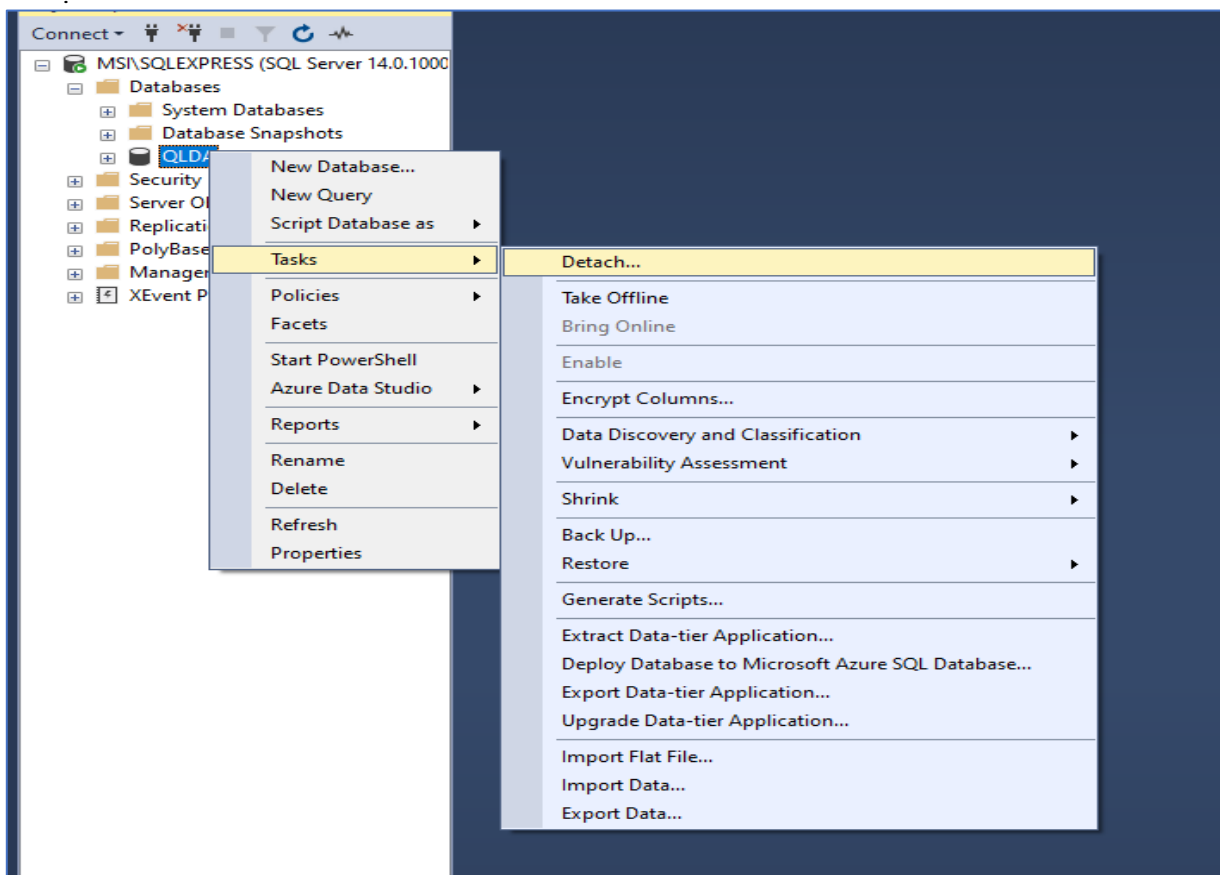 Connect
MSI\SQLEXPRESS (SQL Server 14.0.1000
Databases
System Databases
Database Snapshots
QLDA
Security
Server Ob
Replicati
PolyBase
Manager
XEvent P
New Database...
New Query
Script Database as
Tasks
Policies
Facets
Start PowerShell
Azure Data Studio
Reports
Rename
Delete
Refresh
Properties
Detach...
Take Offline
Bring Online
Enable
Encrypt Columns...
Data Discovery and Classification
Vulnerability Assessment
Shrink
Back Up...
Restore
Generate Scripts...
Extract Data-tier Application...
Deploy Database to Microsoft Azure SQL Database...
Export Data-tier Application...
Upgrade Data-tier Application...
Import Flat File...
Import Data...
Export Data...